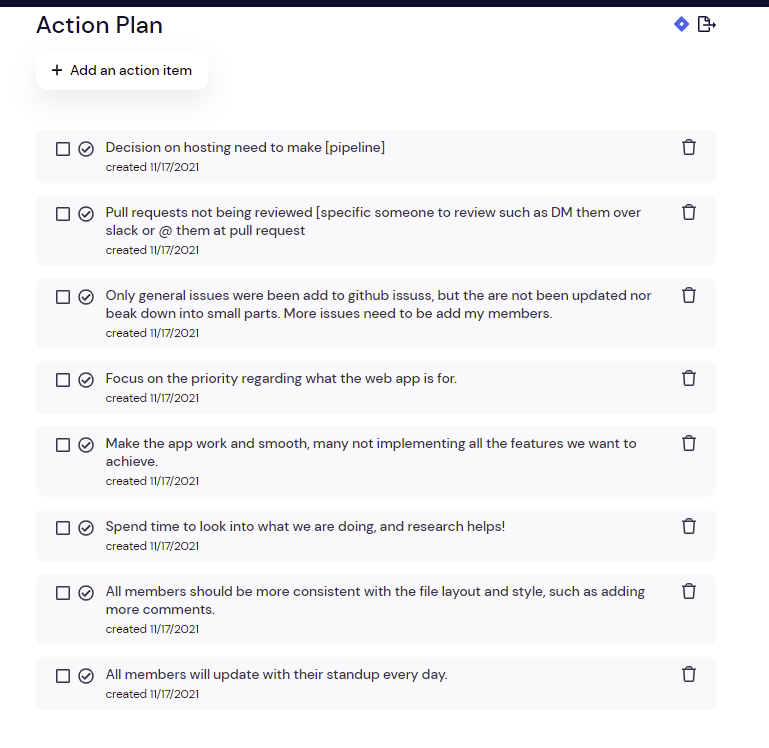 Action Plan
+ Add an action item
Decision on hosting need to make [pipeline]
created 11/17/2021
Pull requests not being reviewed [specific someone to review such as DM them over
slack or @ them at pull request
created 11/17/2021
Only general issues were been add to github issuss, but the are not been updated nor
beak down into small parts. More issues need to be add my members.
created 11/17/2021
Focus on the priority regarding what the web app is for.
created 11/17/2021
Make the app work and smooth, many not implementing all the features we want to
achieve.
created 11/17/2021
Spend time to look into what we are doing, and research helps!
created 11/17/2021
All members should be more consistent with the file layout and style, such as adding
more comments.
created 11/17/2021
All members will update with their standup every day.
created 11/17/2021